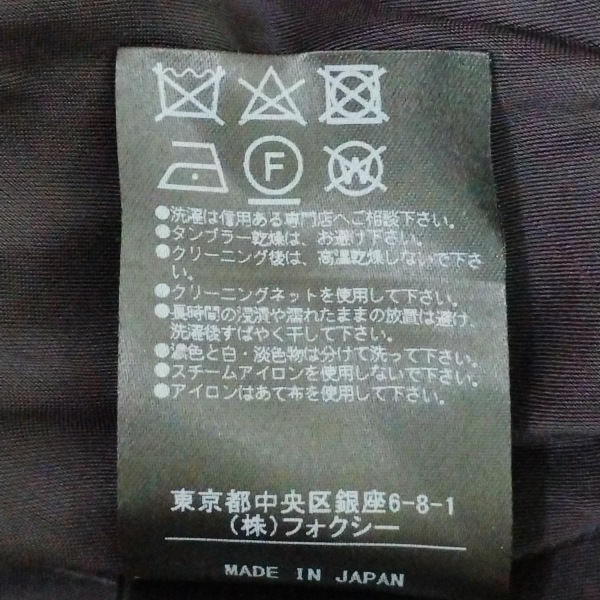 F W
●洗濯は信用ある専門店へご相談下さい。
●タンブラー乾燥は、お避け下さい。
●クリーニング後は、高温乾燥しないで下さ
い。
●クリーニングネットを使用して下さい。
●長時間の浸漬や濡れたままの放置は避け、
洗濯後すばやく干して下さい。
●濃色と白・淡色物は分けて洗って下さい。
●スチームアイロンを使用しないで下さい。
●アイロンはあて布を使用して下さい。
東京都中央区銀座6-8-1
(株)フォクシー
MADE IN JAPAN